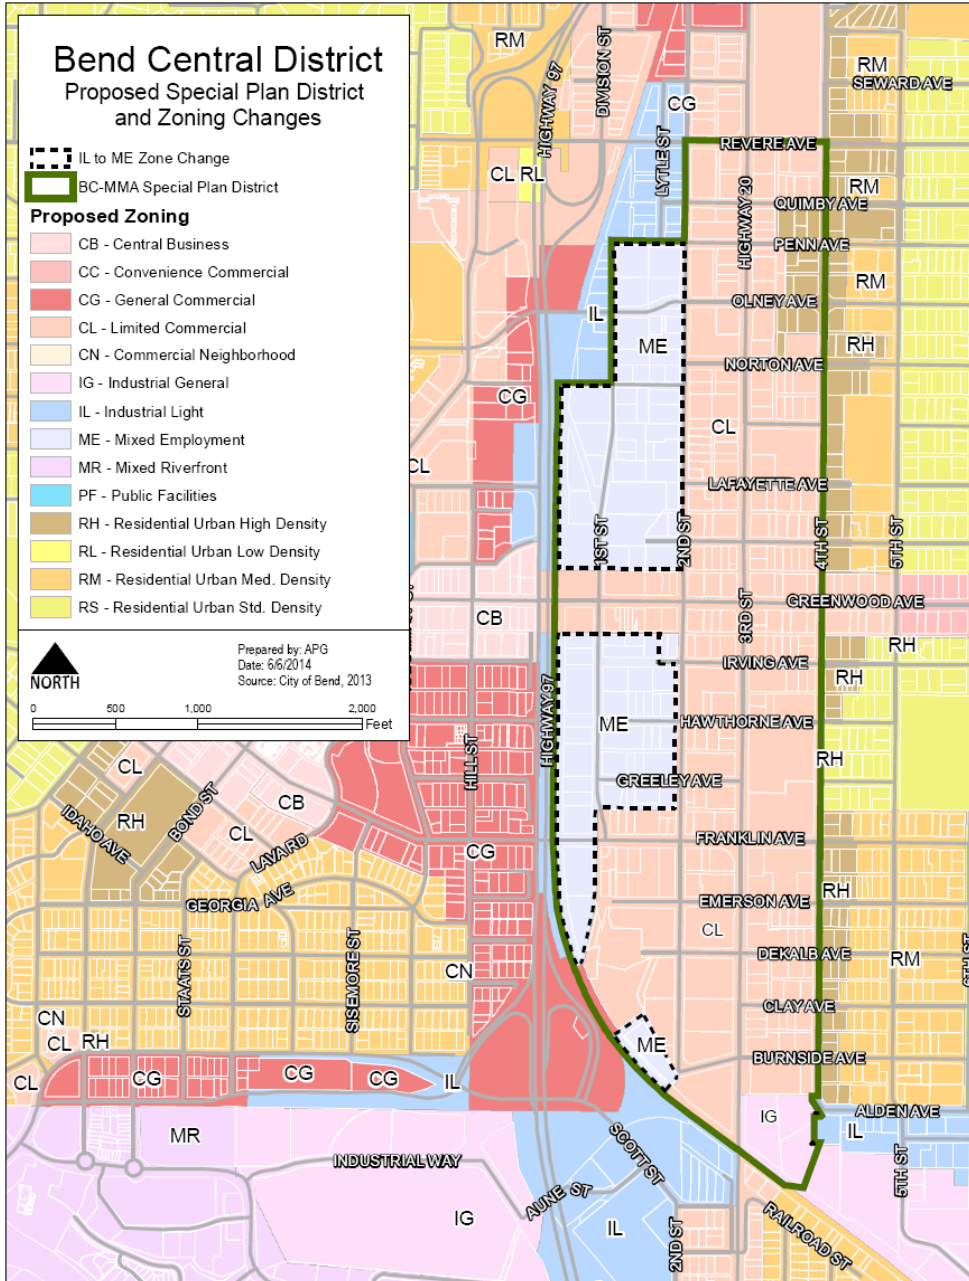 Bend Central District
Proposed Special Plan District
and Zoning Changes
IL to ME Zone Change
BC-MMA Special Plan District
Proposed Zoning
CB - Central Business
CC - Convenience Commercial
CG - General Commercial
CL - Limited Commercial
CN - Commercial Neighborhood
IG - Industrial General
IL - Industrial Light
ME - Mixed Employment
MR - Mixed Riverfront
PF - Public Facilities
RH - Residential Urban High Density
RL - Residential Urban Low Density
RM - Residential Urban Med. Density
RS - Residential Urban Std. Density
NORTH
Prepared by: APG
Date: 6/6/2014
Source: City of Bend, 2013
0 500 1,000 2,000
Feet
RM
HIGHWAY 97
DIVISION ST
CG
LYTLE ST
RM
SEWARD AVE
REVERE AVE
CL RL
HIGHWAY 20
RM
QUIMBY AVE
PENN AVE
RM
OLNEY AVE
IL
ME
RH
NORTON AVE
CG
CL
CL
LAFAYETTE AVE
ME
1ST ST
2ND ST
4TH ST
5TH ST
GREENWOOD AVE
CB
3RD ST
RH
IRVING AVE
RH
HIGHWAY 97
ME
HAWTHORNE AVE
HILL ST
RH
GREELEY AVE
CL
CB
RH
BOND ST
IDAHO AVE
CL
LAVA RD
FRANKLIN AVE
CG
GEORGIA AVE
RH
EMERSON AVE
CL
STAATS ST
SISEMORE ST
CN
DEKALB AVE
RM
6TH ST
CLAY AVE
CN
CL
RH
ME
BURNSIDE AVE
CL
CG
CG
CG
IL
IG
ALDEN AVE
IL
MR
SCOTT ST
5TH ST
INDUSTRIAL WAY
AUNE ST
IG
IL
2ND ST
RAILROAD ST